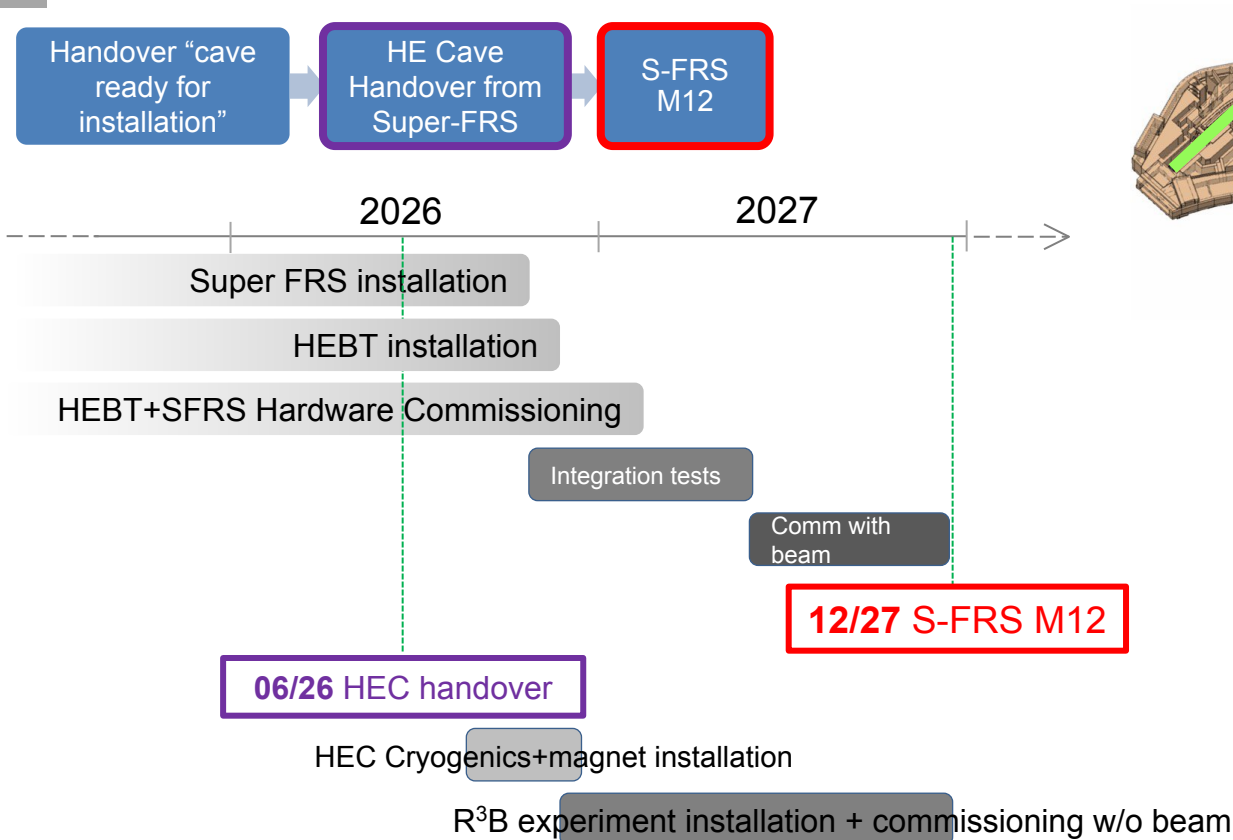 Handover “cave
ready for
installation”
HE Cave
Handover from
Super-FRS
S-FRS
M12
2026
2027
Super FRS installation
HEBT installation
HEBT+SFRS Hardware Commissioning
Integration tests
Comm with
beam
12/27 S-FRS M12
06/26 HEC handover
HEC Cryogenics+magnet installation
R³B experiment installation + commissioning w/o beam